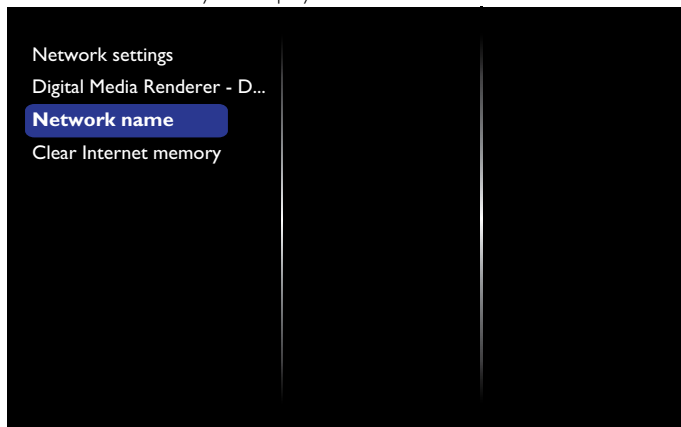 Network settings
Digital Media Renderer - D...
Network name
Clear Internet memory